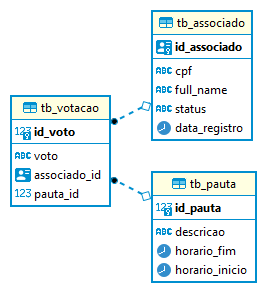 tb_associado
id_associado
cpf
full_name
status
data_registro
tb_votacao
id_voto
voto
associado_id
pauta_id
tb_pauta
id_pauta
descricao
horario_fim
horario_inicio